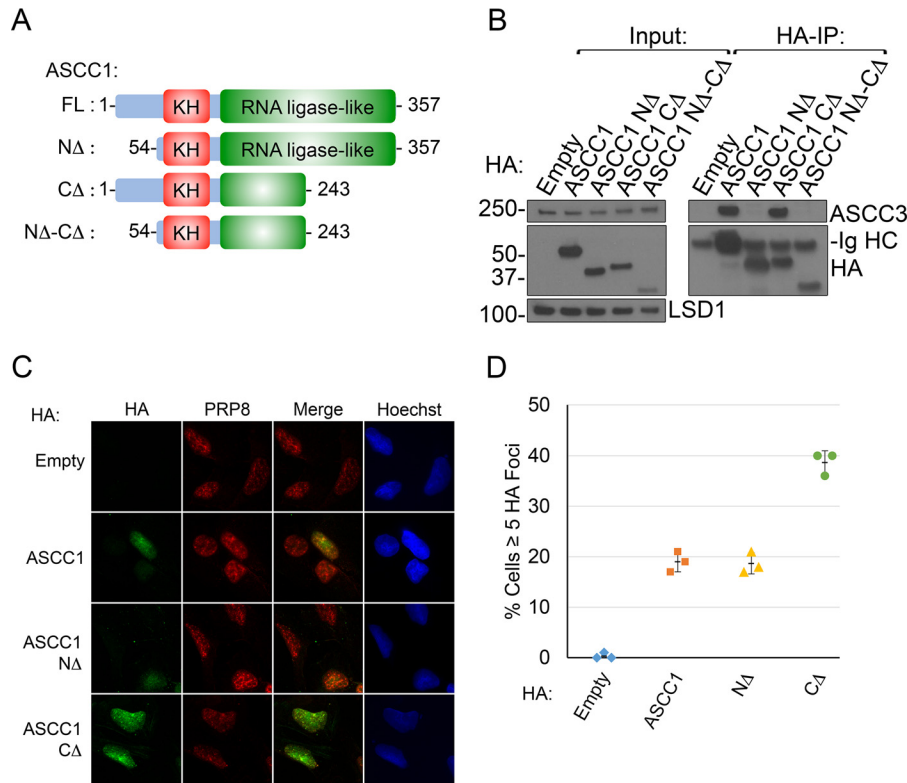 A
ASCC1:
FL : 1- KH RNA ligase-like - 357
NΔ : 54- KH RNA ligase-like - 357
CΔ : 1- KH - 243
NΔ-CΔ : 54- KH - 243
B
Input: HA-IP:
HA: Empty ASCC1 ASCC1 NΔ ASCC1 CΔ ASCC1 NΔ-CΔ Empty ASCC1 ASCC1 NΔ ASCC1 CΔ ASCC1 NΔ-CΔ
250- ASCC3
-Ig HC
50-
37- HA
100- LSD1
C
HA: HA PRP8 Merge Hoechst
Empty
ASCC1
ASCC1
NΔ
ASCC1
CΔ
D
% Cells ≥ 5 HA Foci
50
40
30
20
10
0
HA: Empty ASCC1 NΔ CΔ